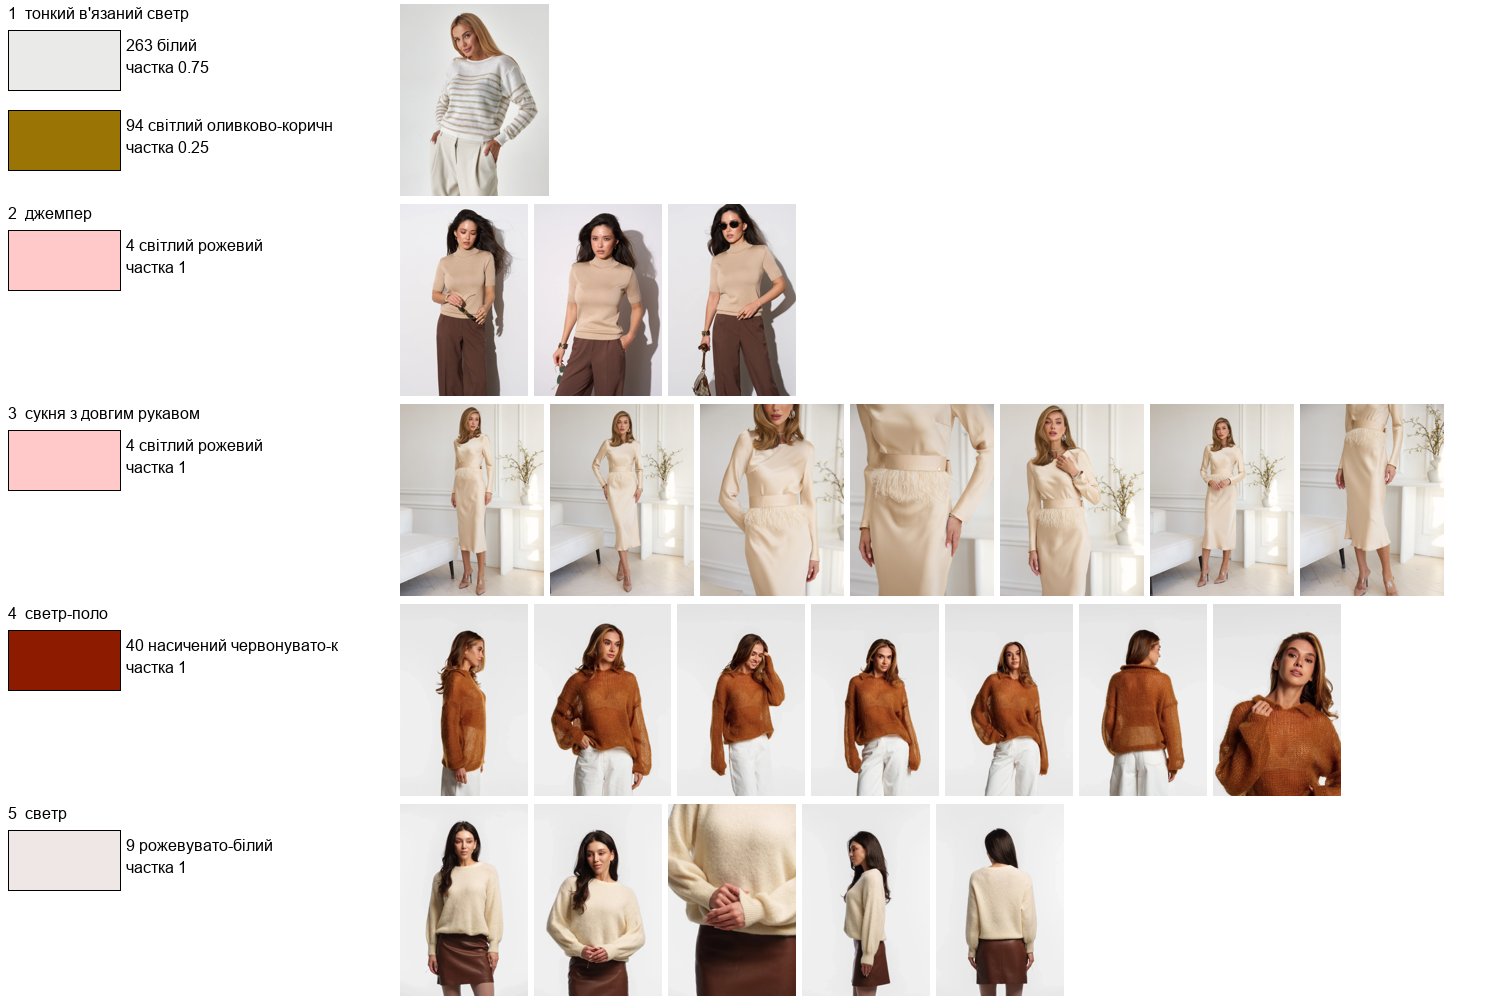 1 тонкий в'язаний светр
263 білий
частка 0.75
94 світлий оливково-коричн
частка 0.25
2 джемпер
4 світлий рожевий
частка 1
3 сукня з довгим рукавом
4 світлий рожевий
частка 1
4 светр-поло
40 насичений червонувато-к
частка 1
5 светр
9 рожевувато-білий
частка 1